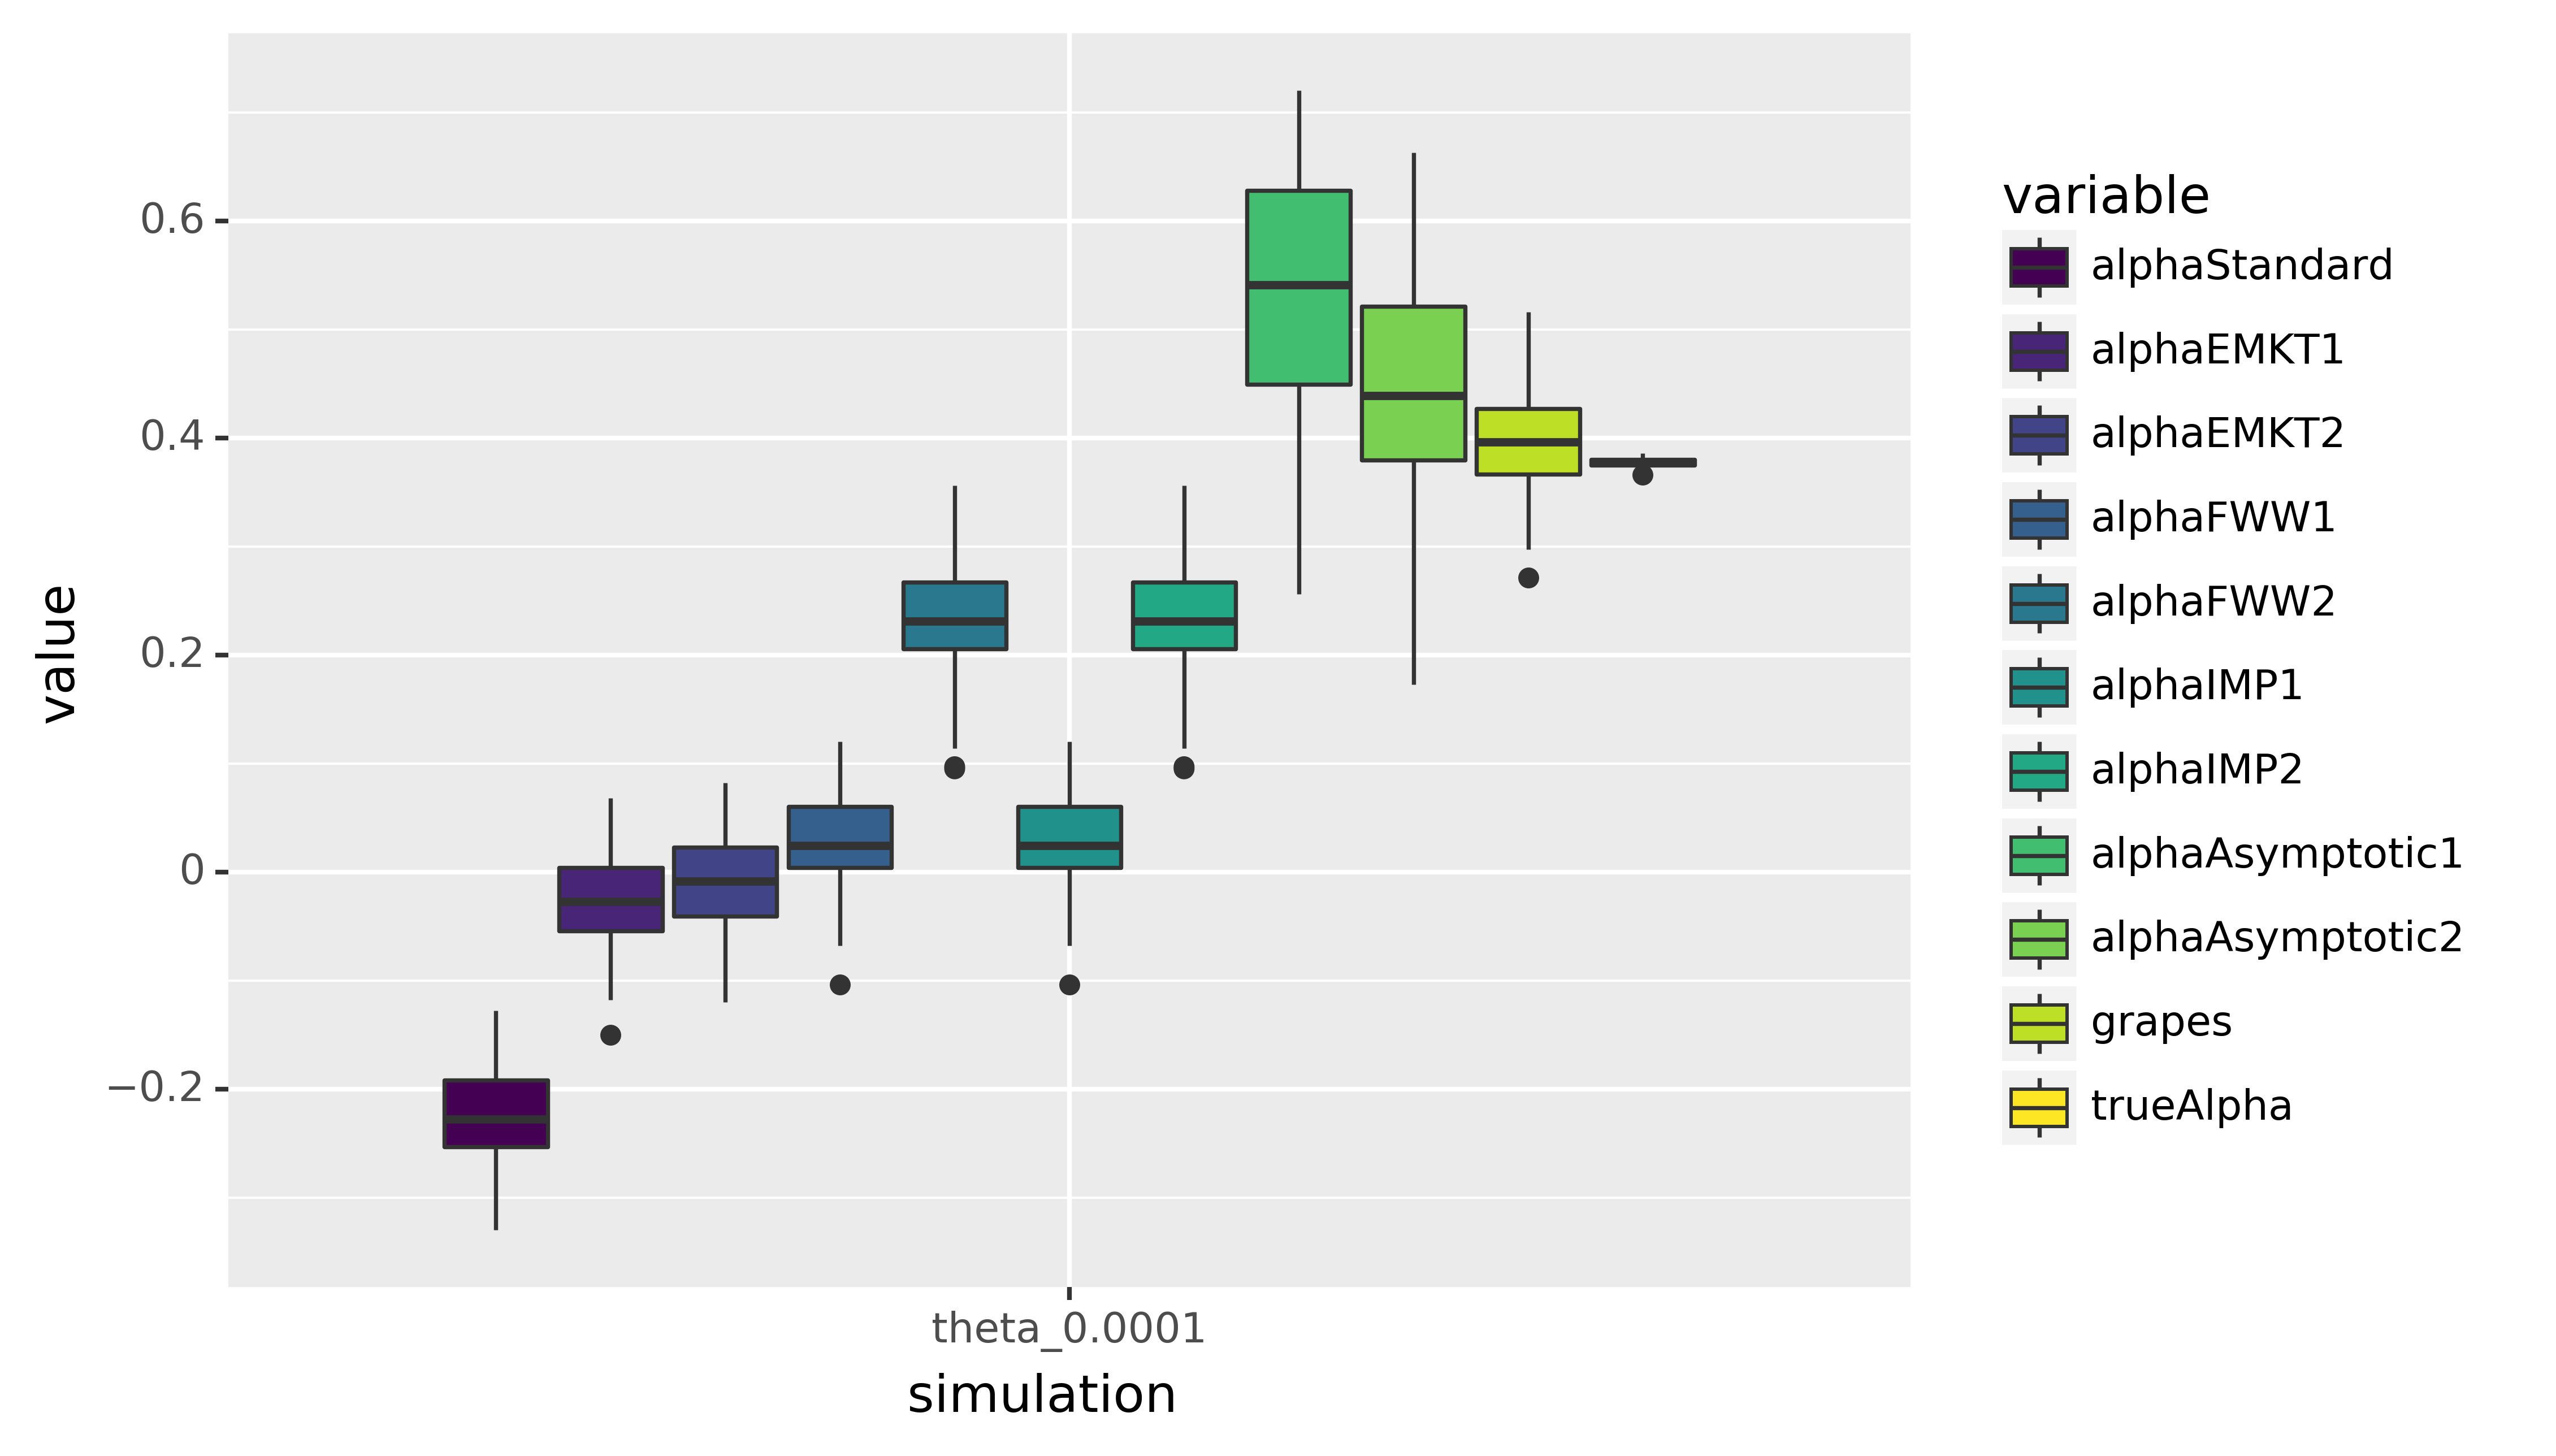 value
0.6
0.4
0.2
0
−0.2
theta_0.0001
simulation
variable
alphaStandard
alphaEMKT1
alphaEMKT2
alphaFWW1
alphaFWW2
alphaIMP1
alphaIMP2
alphaAsymptotic1
alphaAsymptotic2
grapes
trueAlpha